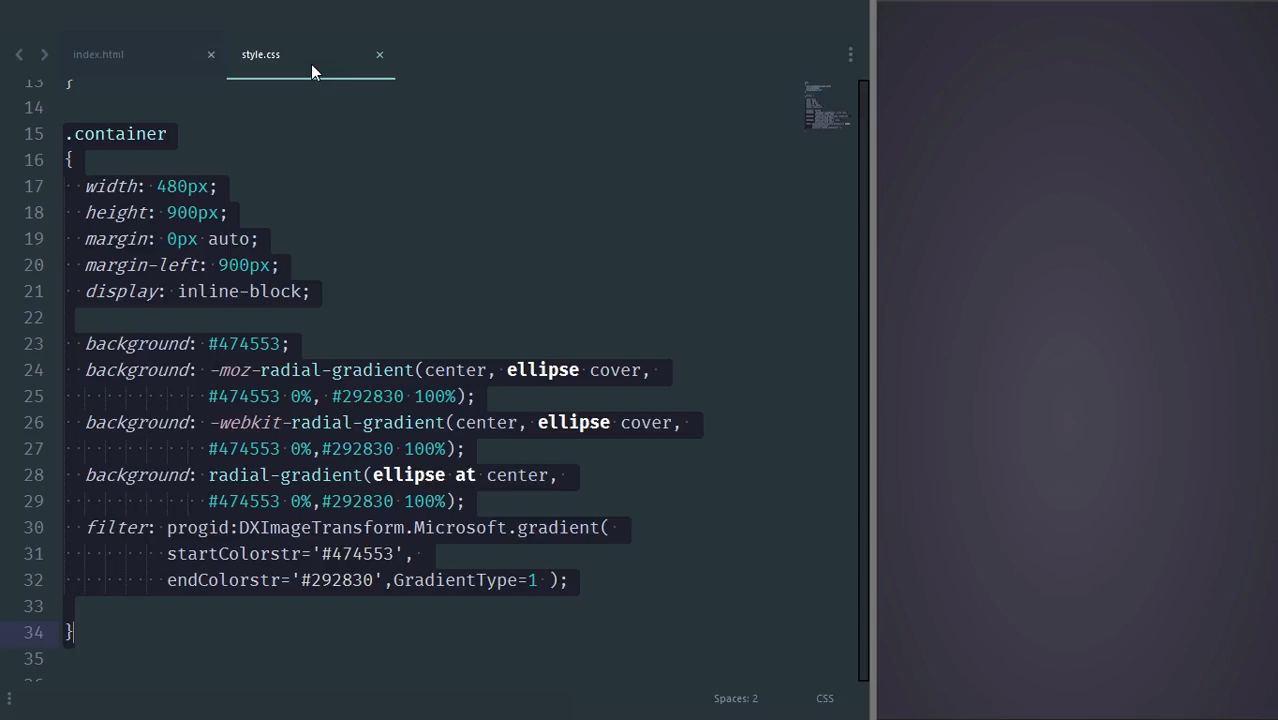 index.html × style.css ×
13 }
14
15 .container
16 {
17 width: 480px;
18 height: 900px;
19 margin: 0px auto;
20 margin-left: 900px;
21 display: inline-block;
22
23 background: #474553;
24 background: -moz-radial-gradient(center, ellipse cover,
25 #474553 0%, #292830 100%);
26 background: -webkit-radial-gradient(center, ellipse cover,
27 #474553 0%,#292830 100%);
28 background: radial-gradient(ellipse at center,
29 #474553 0%,#292830 100%);
30 filter: progid:DXImageTransform.Microsoft.gradient(
31 startColorstr='#474553',
32 endColorstr='#292830',GradientType=1 );
33
34 }
35
Spaces: 2 CSS